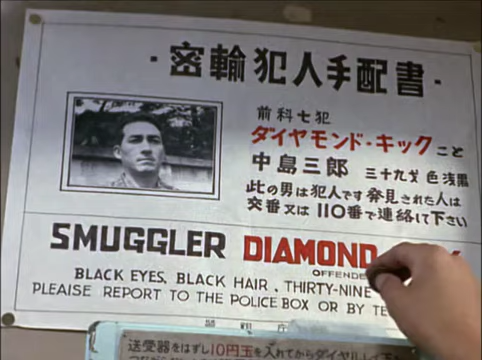 ・密輸犯人手配書・
前科七犯
ダイヤモンド・キックこと
中島三郎 三十九才 色浅黒
此の男は犯人です発見された人は
交番又は110番で連絡して下さい
SMUGGLER DIAMOND
OFFENDE
BLACK EYES, BLACK HAIR, THIRTY-NINE
PLEAISE REPORT TO THE POLICE BOX OR BY TE
送受器をはずし10円玉を入れてからダイヤル